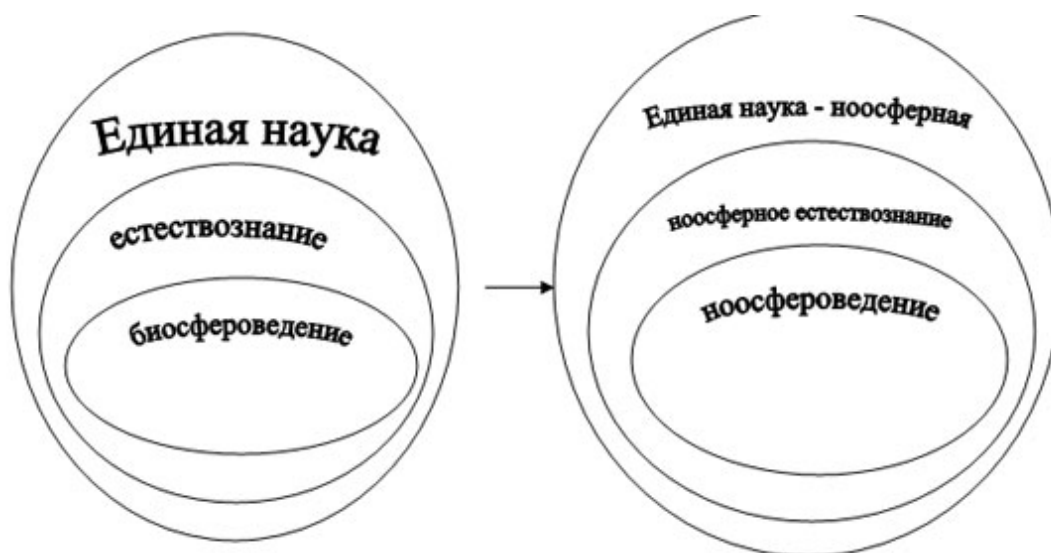 Единая наука
естествознание
биосфероведение
Единая наука - ноосферная
ноосферное естествознание
ноосфероведение